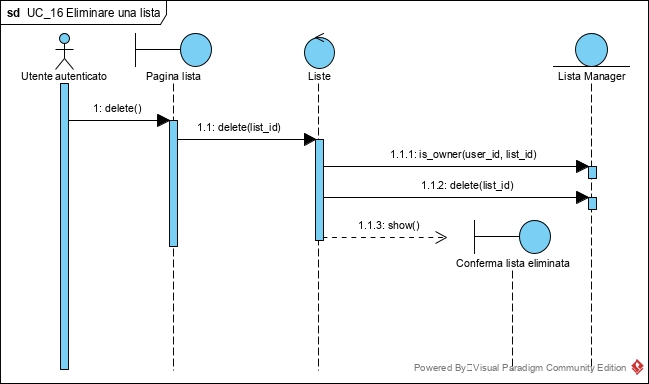 sd UC_16 Eliminare una lista
Utente autenticato
Pagina lista
Liste
Lista Manager
1: delete()
1.1: delete(list_id)
1.1.1: is_owner(user_id, list_id)
1.1.2: delete(list_id)
1.1.3: show()
Conferma lista eliminata
Powered By Visual Paradigm Community Edition